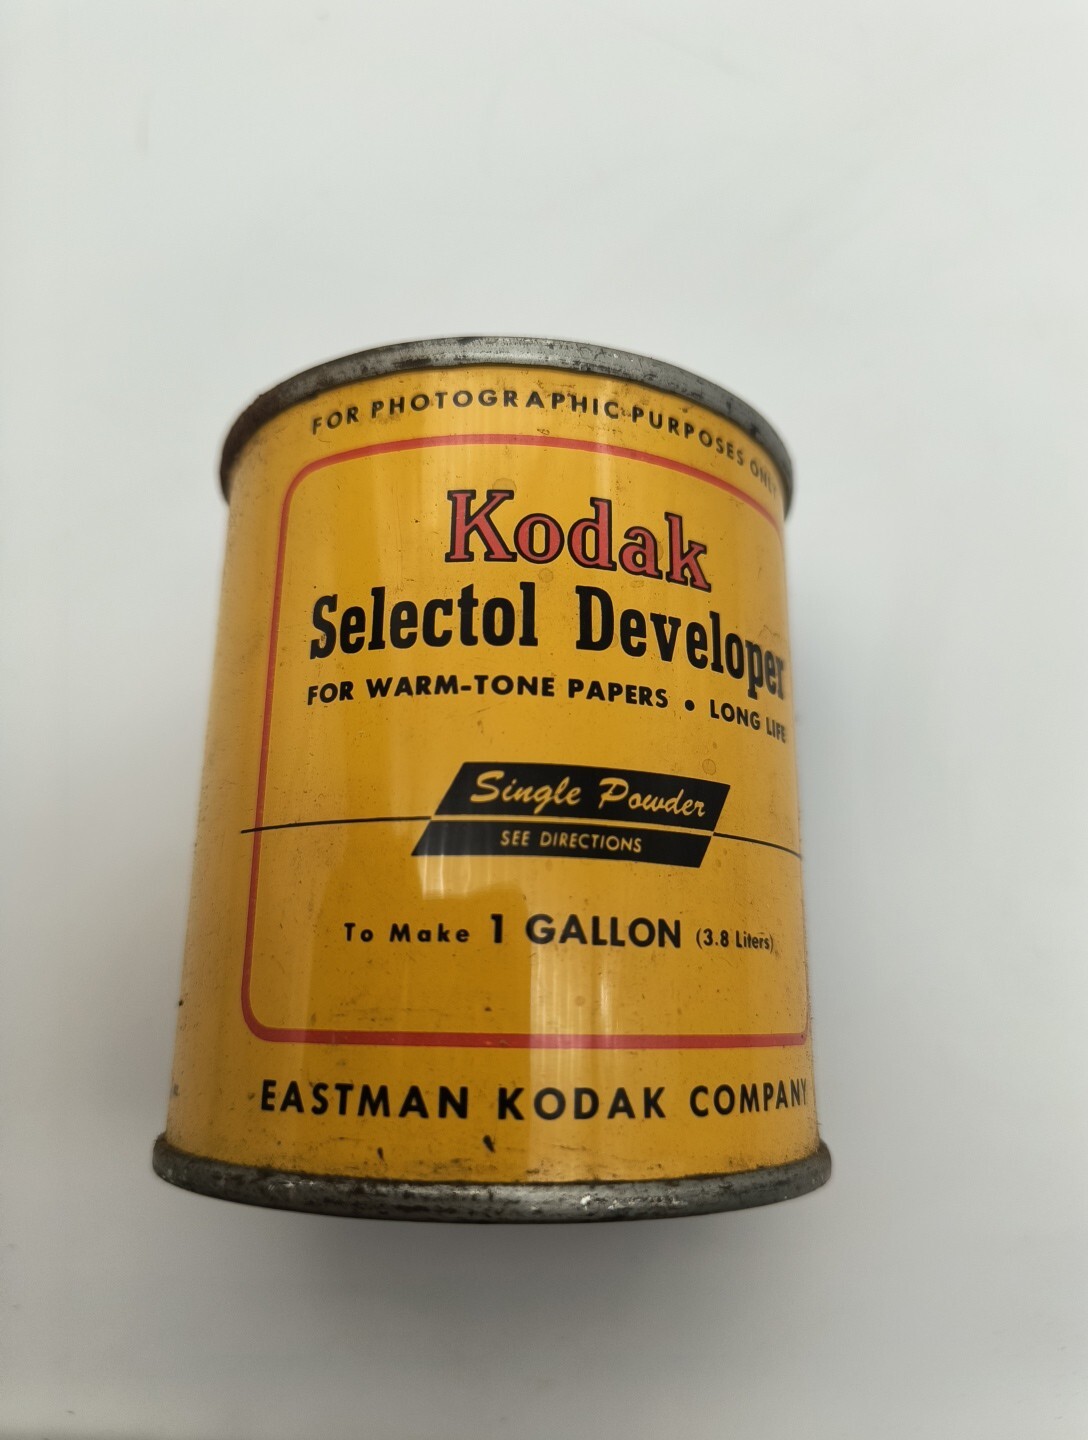 FOR PHOTOGRAPHIC PURPOSES ONLY
Kodak
Selectol Developer
FOR WARM-TONE PAPERS • LONG LIFE
Single Powder
SEE DIRECTIONS
To Make 1 GALLON (3.8 Liters)
EASTMAN KODAK COMPANY